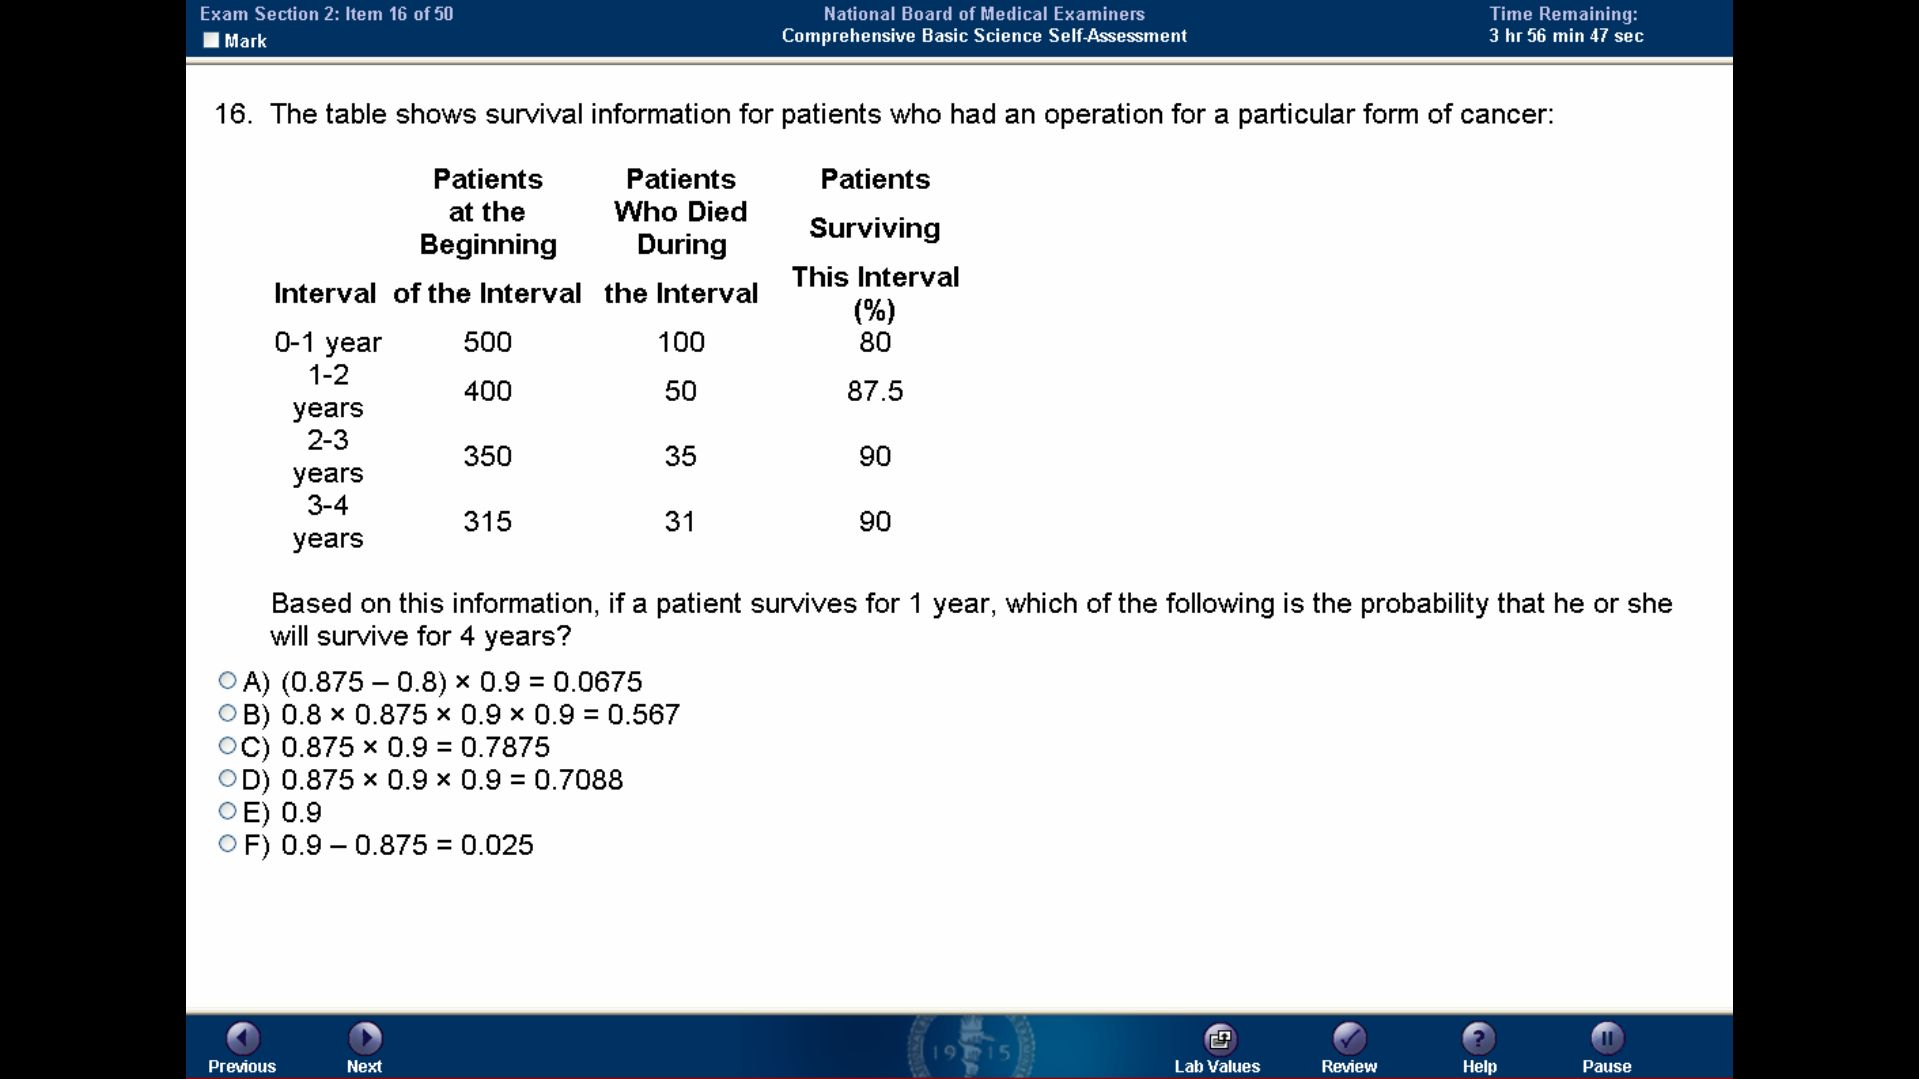 Exam Section 2: Item 16 of 50
National Board of Medical Examiners
Time Remaining:
Mark
Comprehensive Basic Science Self-Assessment
3 hr 56 min 47 sec
16. The table shows survival information for patients who had an operation for a particular form of cancer:
Patients Patients Patients
at the Who Died
Surviving
Beginning During
This Interval
Interval of the Interval the Interval
(%)
0-1 year 500 100 80
1-2
400 50 87.5
years
2-3
350 35 90
years
3-4
315 31 90
years
Based on this information, if a patient survives for 1 year, which of the following is the probability that he or she
will survive for 4 years?
A) (0.875 – 0.8) × 0.9 = 0.0675
B) 0.8 × 0.875 × 0.9 × 0.9 = 0.567
C) 0.875 × 0.9 = 0.7875
D) 0.875 × 0.9 × 0.9 = 0.7088
E) 0.9
F) 0.9 – 0.875 = 0.025
1915
Previous Next Lab Values Review Help Pause